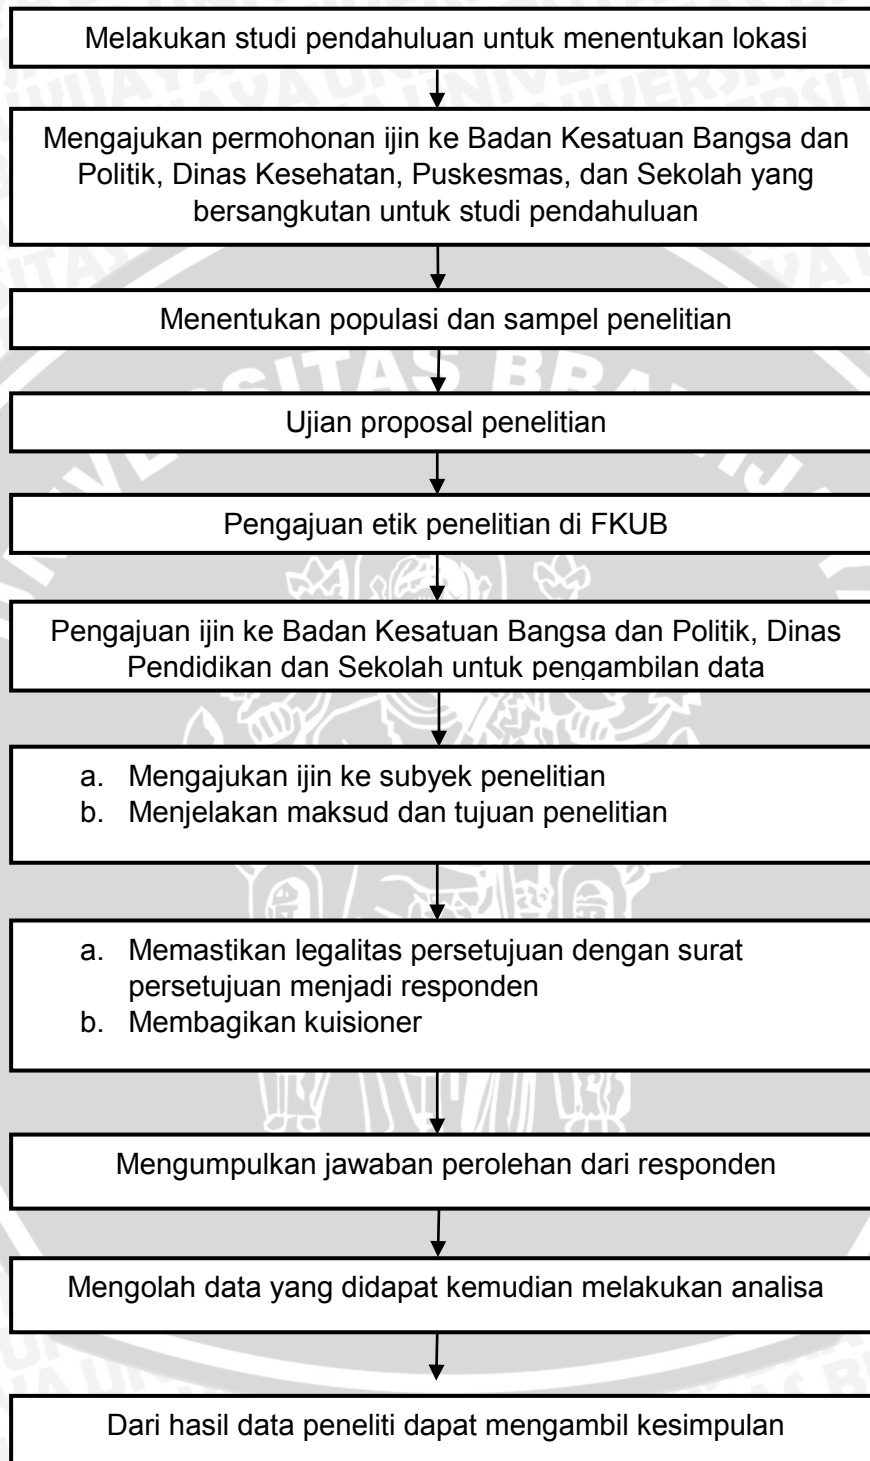 Melakukan studi pendahuluan untuk menentukan lokasi
Mengajukan permohonan ijin ke Badan Kesatuan Bangsa dan
Politik, Dinas Kesehatan, Puskesmas, dan Sekolah yang
bersangkutan untuk studi pendahuluan
Menentukan populasi dan sampel penelitian
Ujian proposal penelitian
Pengajuan etik penelitian di FKUB
Pengajuan ijin ke Badan Kesatuan Bangsa dan Politik, Dinas
Pendidikan dan Sekolah untuk pengambilan data
a. Mengajukan ijin ke subyek penelitian
b. Menjelakan maksud dan tujuan penelitian
a. Memastikan legalitas persetujuan dengan surat
persetujuan menjadi responden
b. Membagikan kuisioner
Mengumpulkan jawaban perolehan dari responden
Mengolah data yang didapat kemudian melakukan analisa
Dari hasil data peneliti dapat mengambil kesimpulan